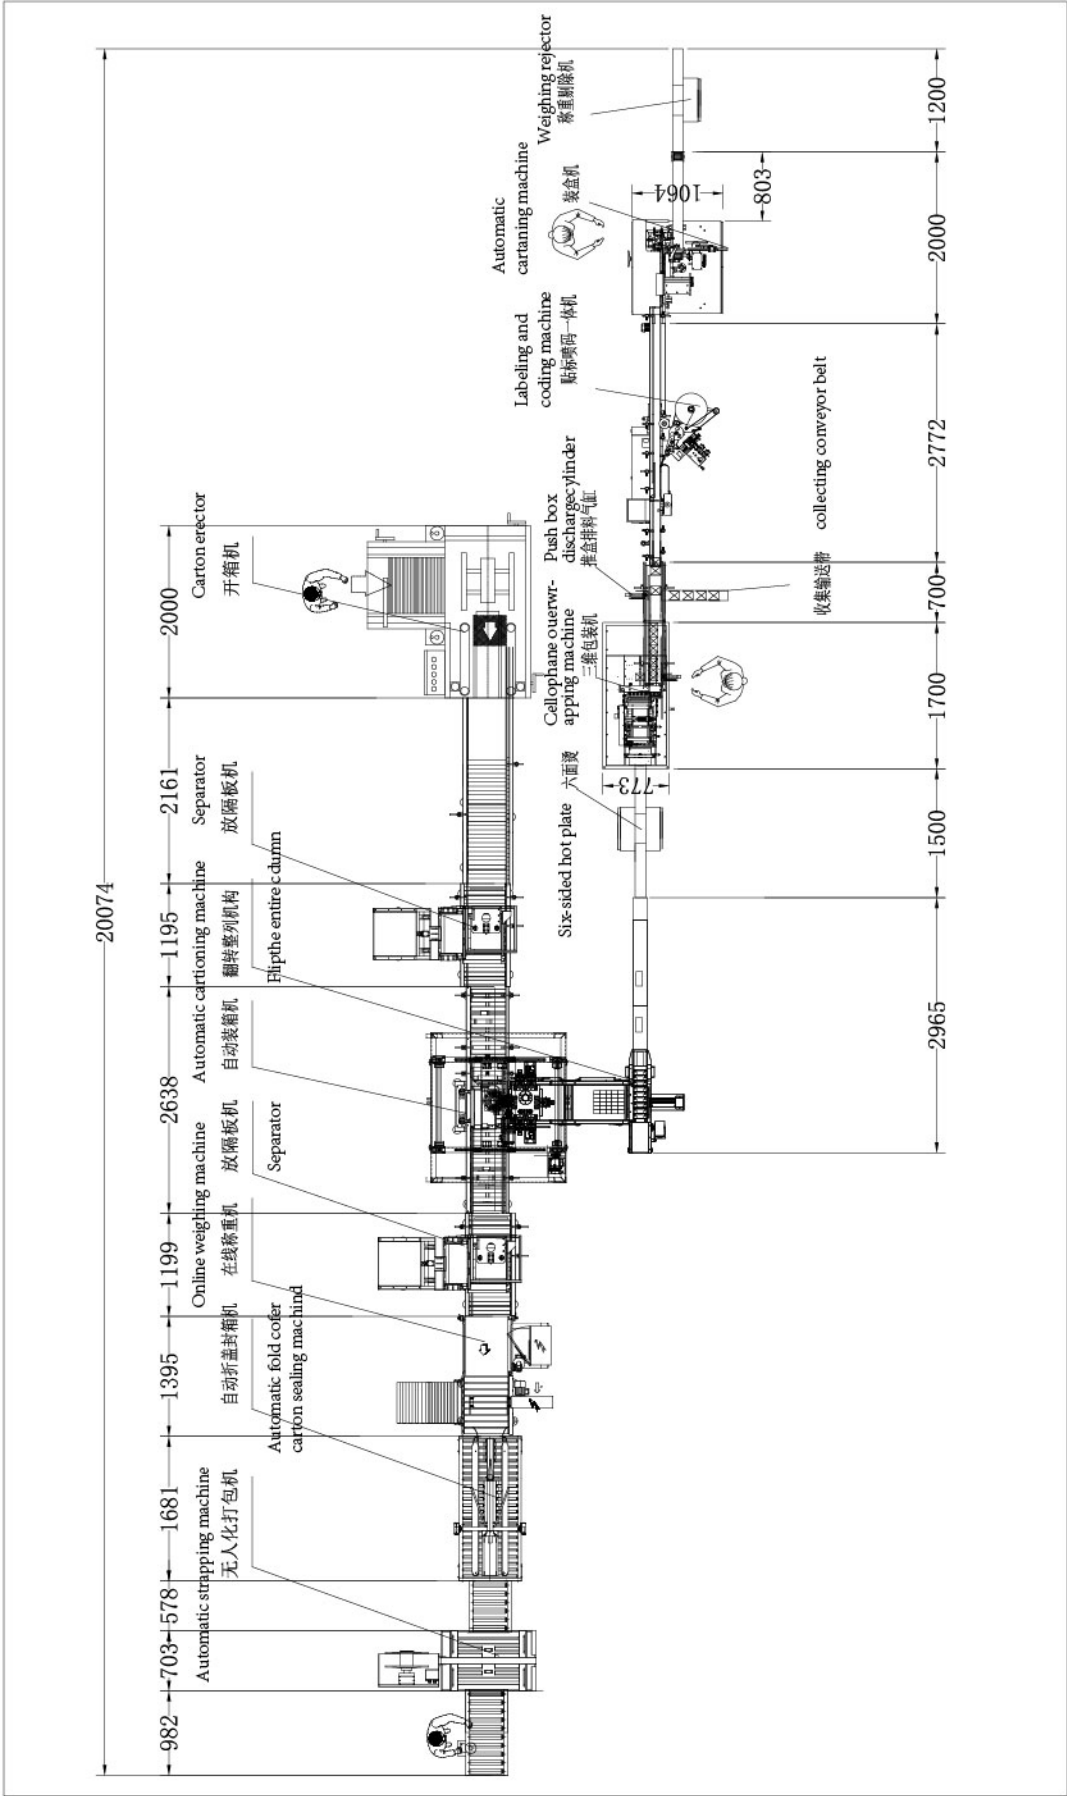 20074
982
703
578
1681
1395
1199
2638
1195
2161
2000
Automatic strapping machine
无人化打包机
自动折盖封箱机
Automatic fold cofer
carton sealing machind
Online weighing machine
在线称重机
放隔板机
Separator
Automatic cartioning machine
自动装箱机
翻转整列机构
Flipthe entire cdumn
Separator
放隔板机
Carton erector
开箱机
Six-sided hot plate
六面烫
Cellophane ouerwr-
apping machine
三维包装机
Push box
dischargecylinder
推盒排料气缸
Labeling and
coding machine
贴标喷码一体机
Automatic
cartaning machine
装盒机
Weighing rejector
称重剔除机
773
1064
803
收集输送带
collecting conveyor belt
2965
1500
1700
700
2772
2000
1200